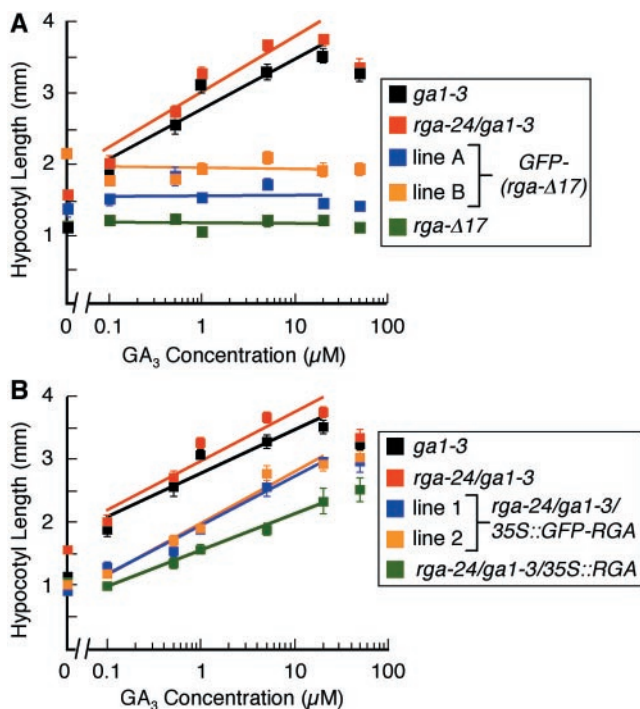 A
Hypocotyl Length (mm)
4
3
2
1
0
0.1
1
10
100
GA₃ Concentration (µM)
ga1-3
rga-24/ga1-3
line A
line B
GFP-
(rga-Δ17)
rga-Δ17
B
Hypocotyl Length (mm)
4
3
2
1
0
0.1
1
10
100
GA₃ Concentration (µM)
ga1-3
rga-24/ga1-3
line 1
line 2
rga-24/ga1-3/
35S::GFP-RGA
rga-24/ga1-3/35S::RGA